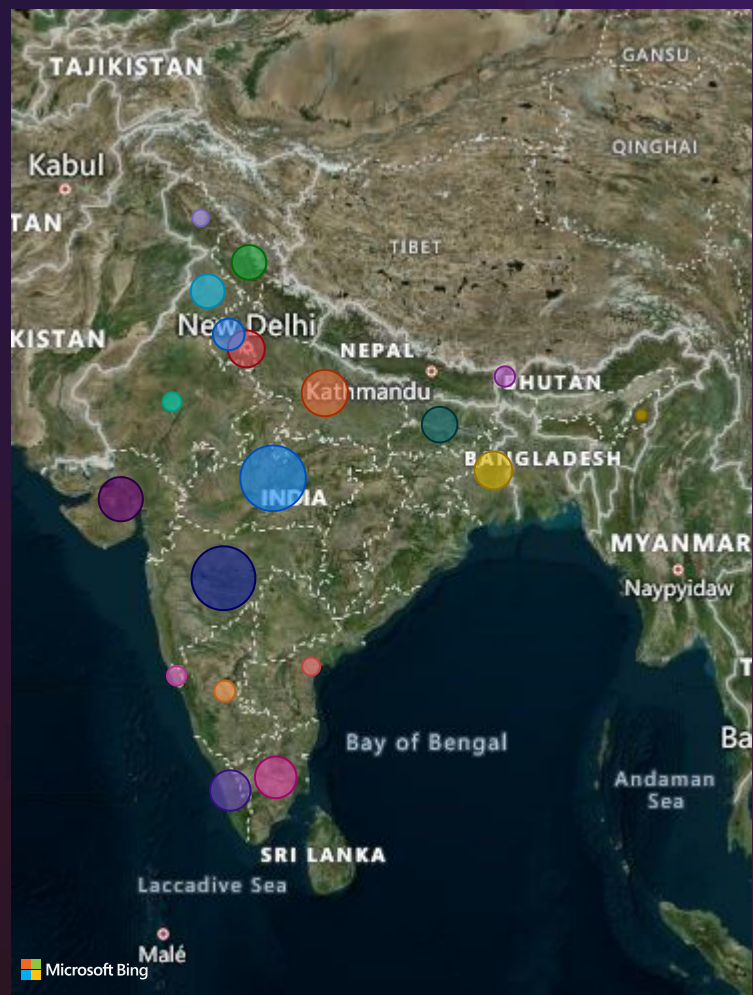 GANSU
TAJIKISTAN
QINGHAI
Kabul
TAN
TIBET
New Delhi
KISTAN
NEPAL
BHUTAN
Kathmandu
BANGLADESH
INDIA
MYANMAR
Naypyidaw
T
Ba
Bay of Bengal
Andaman
Sea
SRI LANKA
Laccadive Sea
Malé
Microsoft Bing